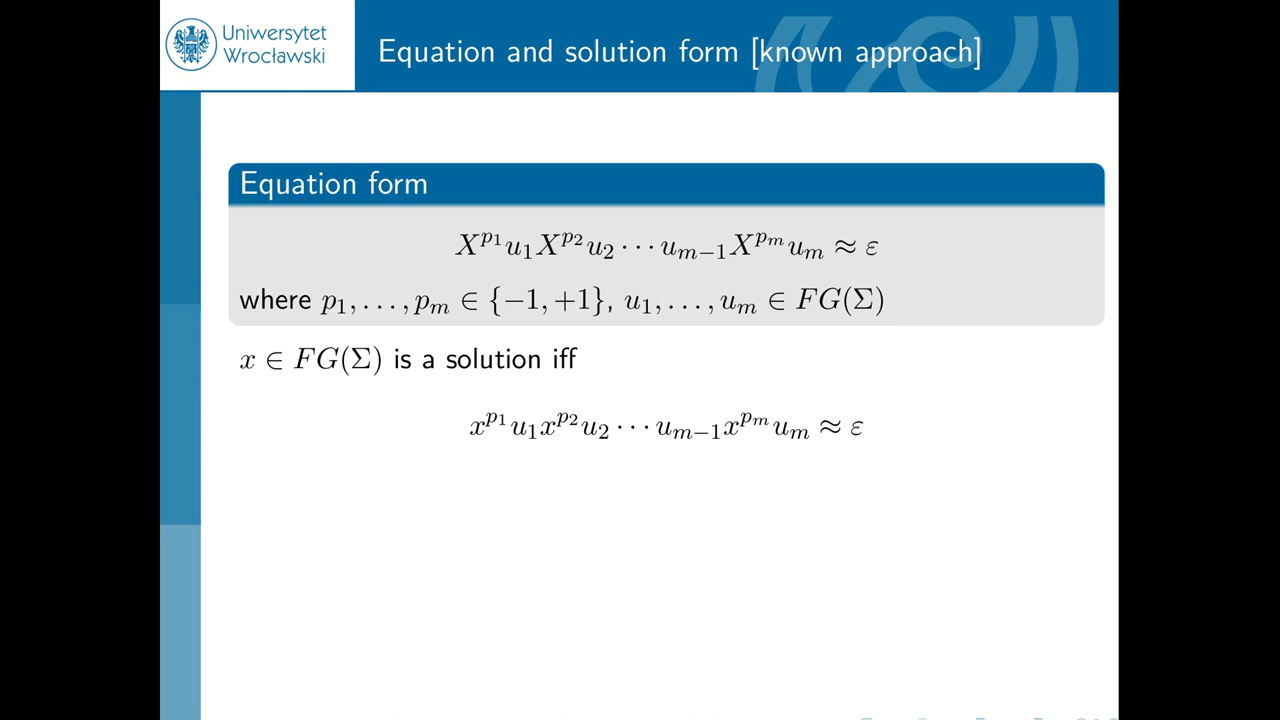 Uniwersytet
Wrocławski
Equation and solution form [known approach]
Equation form
X^{p_1}u_1X^{p_2}u_2 ⋯ u_{m−1}X^{p_m}u_m ≈ ε
where p_1, . . . , p_m ∈ {−1, +1}, u_1, . . . , u_m ∈ FG(Σ)
x ∈ FG(Σ) is a solution iff
x^{p_1}u_1x^{p_2}u_2 ⋯ u_{m−1}x^{p_m}u_m ≈ ε